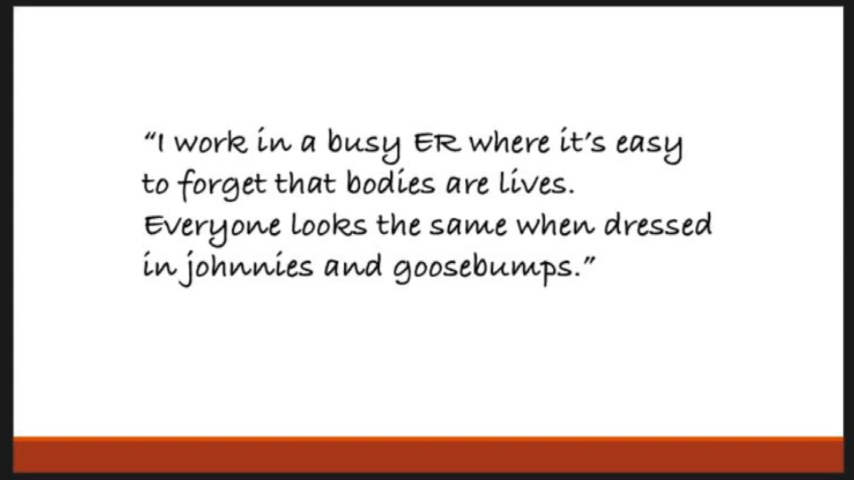 “I work in a busy ER where it’s easy
to forget that bodies are lives.
Everyone looks the same when dressed
in johnnies and goosebumps.”